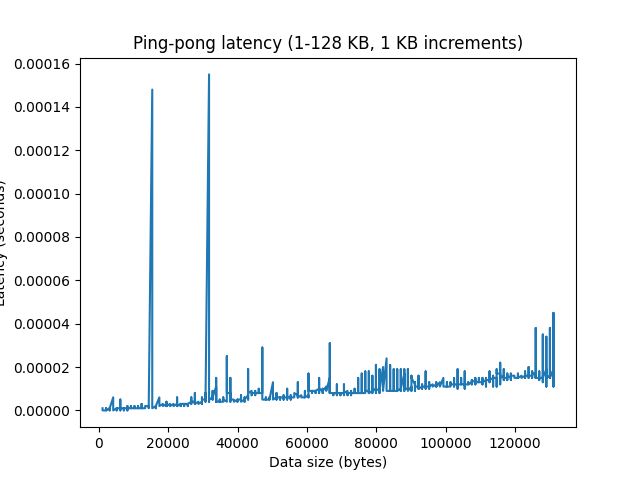 Ping-pong latency (1-128 KB, 1 KB increments)
0.00016
0.00014
0.00012
0.00010
0.00008
0.00006
0.00004
0.00002
0.00000
Latency (seconds)
0 20000 40000 60000 80000 100000 120000
Data size (bytes)